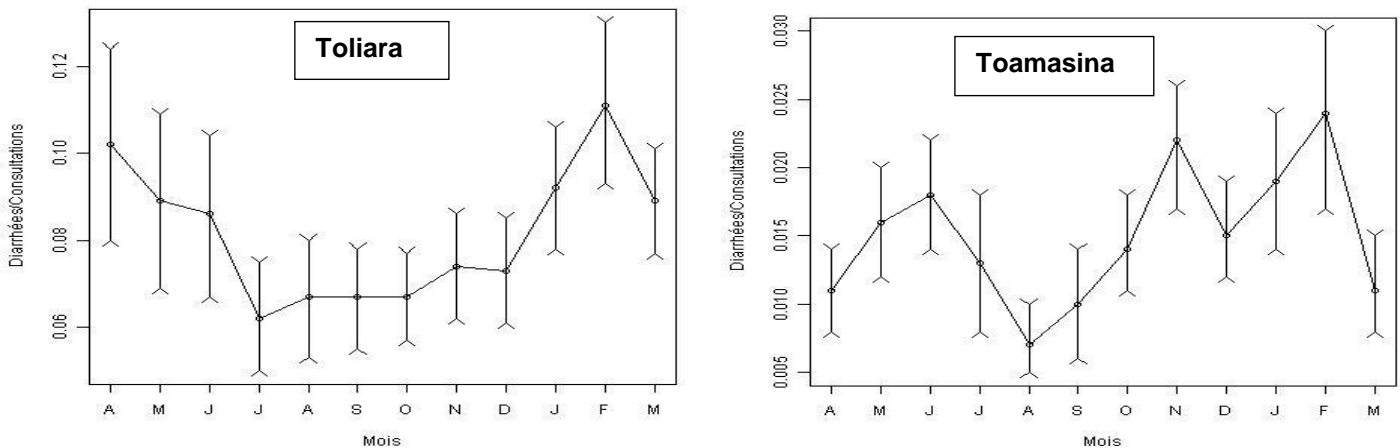 Toliara
Diarrhées/Consultations
0.12
0.10
0.08
0.06
A M J J A S O N D J F M
Mois
Toamasina
Diarrhées/Consultations
0.030
0.025
0.020
0.015
0.010
0.005
A M J J A S O N D J F M
Mois